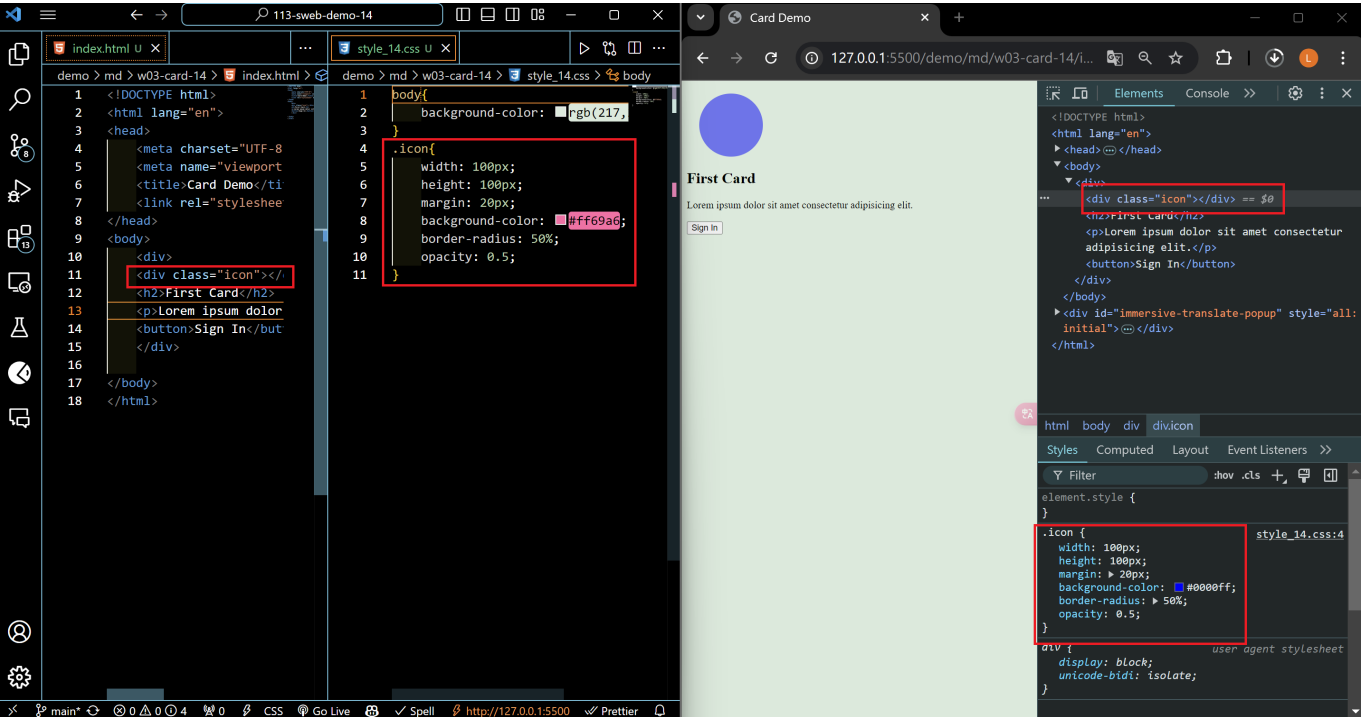 113-sweb-demo-14
index.html U
style_14.css U
demo > md > w03-card-14 > index.html >
1 <!DOCTYPE html>
2 <html lang="en">
3 <head>
4 <meta charset="UTF-8
5 <meta name="viewport
6 <title>Card Demo</ti
7 <link rel="styleshee
8 </head>
9 <body>
10 <div>
11 <div class="icon"></
12 <h2>First Card</h2>
13 <p>Lorem ipsum dolor
14 <button>Sign In</but
15 </div>
16
17 </body>
18 </html>
demo > md > w03-card-14 > style_14.css > body
1 body{
2 background-color: rgb(217,
3 }
4 .icon{
5 width: 100px;
6 height: 100px;
7 margin: 20px;
8 background-color: #ff69a6;
9 border-radius: 50%;
10 opacity: 0.5;
11 }
8
13
main* 0 0 4 0 CSS Go Live Spell http://127.0.0.1:5500 Prettier
Card Demo
127.0.0.1:5500/demo/md/w03-card-14/i...
L
First Card
Lorem ipsum dolor sit amet consectetur adipisicing elit.
Sign In
Elements Console
<!DOCTYPE html>
<html lang="en">
<head> ... </head>
<body>
<div>
<div class="icon"></div> == $0
<h2>First Card</h2>
<p>Lorem ipsum dolor sit amet consectetur
adipisicing elit.</p>
<button>Sign In</button>
</div>
</body>
<div id="immersive-translate-popup" style="all:
initial"> ... </div>
</html>
html body div div.icon
Styles Computed Layout Event Listeners
Filter :hov .cls
element.style {
}
.icon { style_14.css:4
width: 100px;
height: 100px;
margin: 20px;
background-color: #0000ff;
border-radius: 50%;
opacity: 0.5;
}
div { user agent stylesheet
display: block;
unicode-bidi: isolate;
}